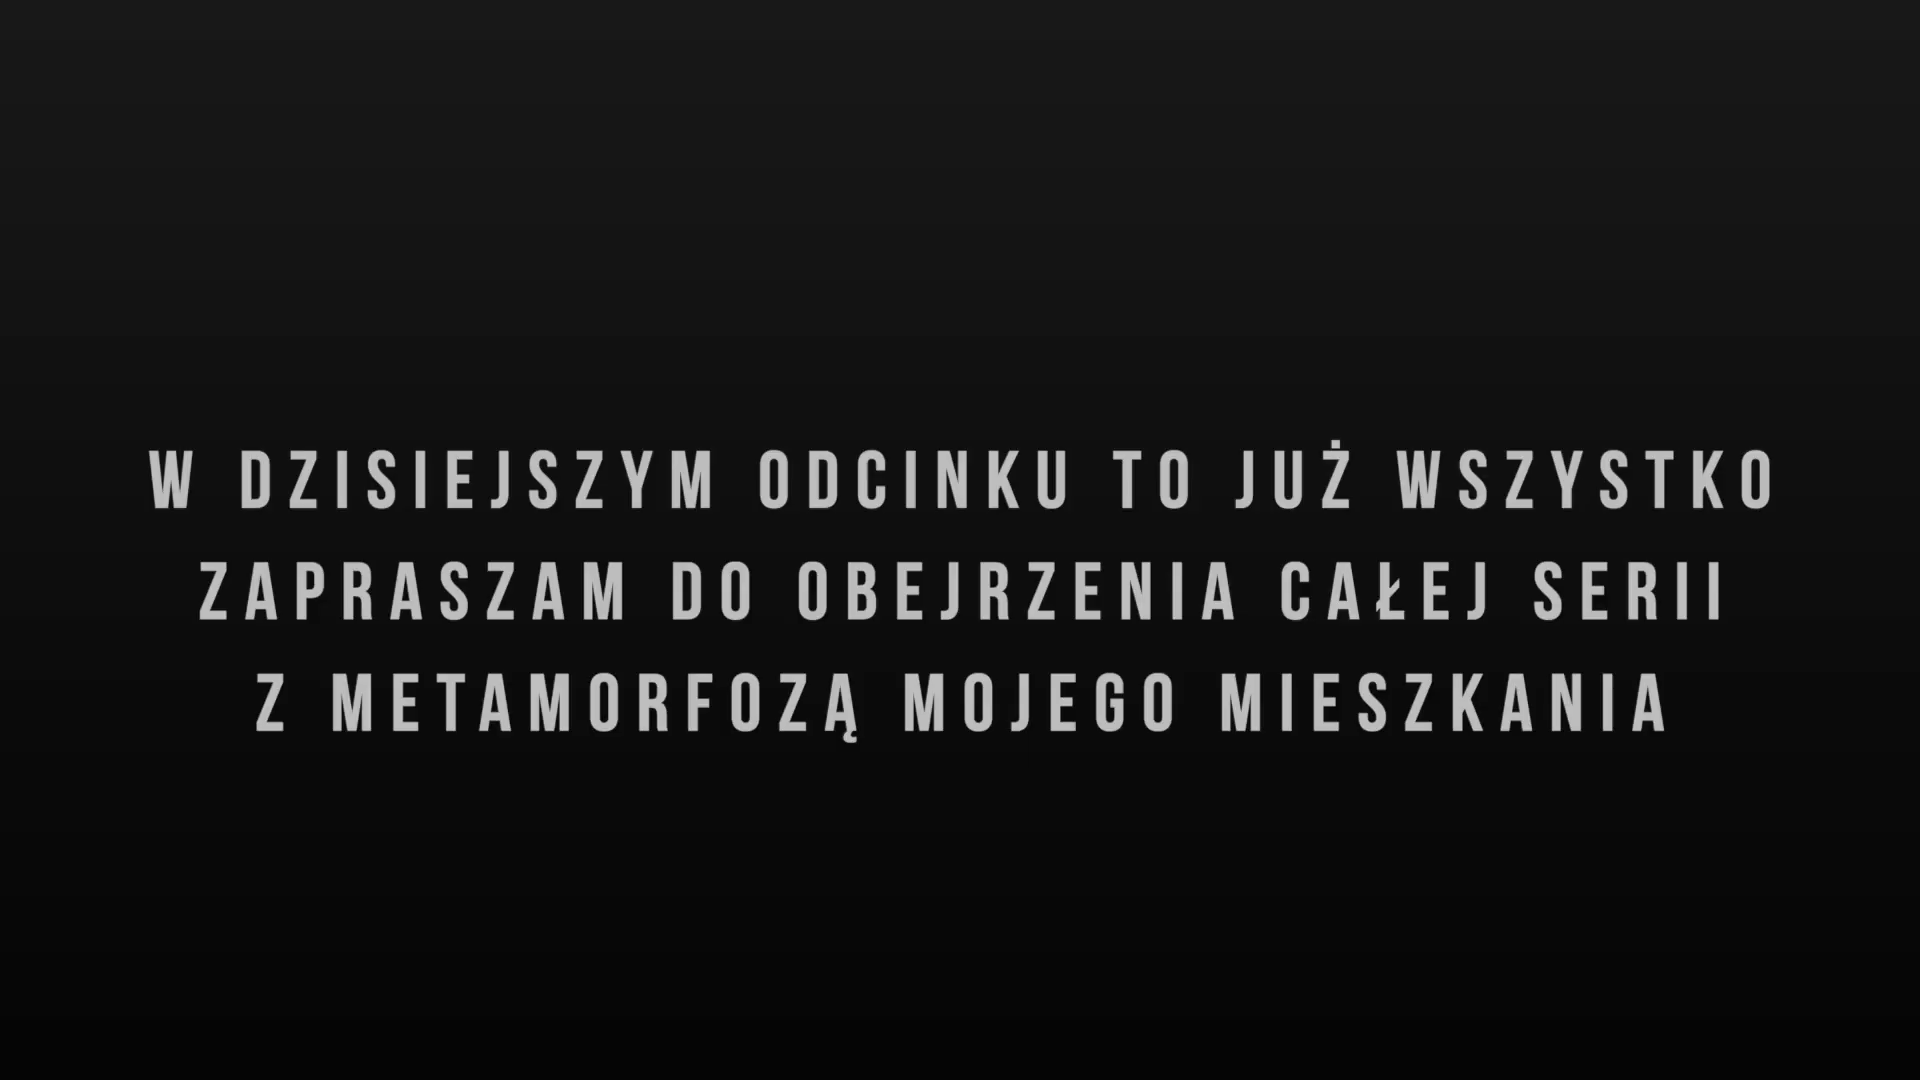 W DZISIEJSZYM ODCINKU TO JUŻ WSZYSTKO
ZAPRASZAM DO OBEJRZENIA CAŁEJ SERII
Z METAMORFOZĄ MOJEGO MIESZKANIA